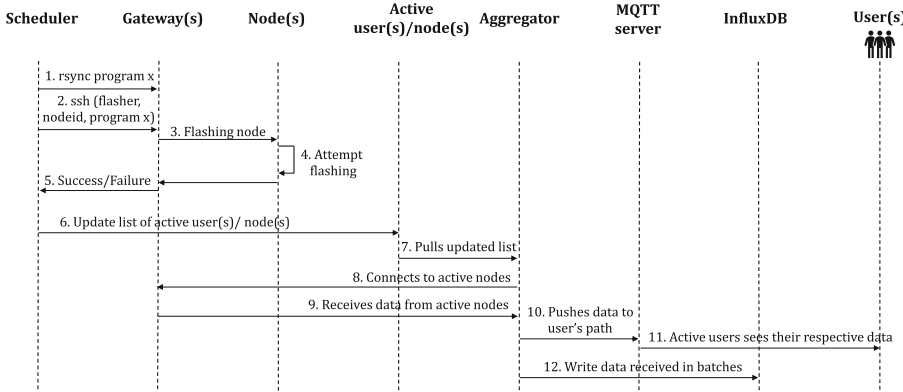 Scheduler
Gateway(s)
Node(s)
Active
user(s)/node(s)
Aggregator
MQTT
server
InfluxDB
User(s)
1. rsync program x
2. ssh (flasher,
nodeid, program x)
3. Flashing node
4. Attempt
flashing
5. Success/Failure
6. Update list of active user(s)/ node(s)
7. Pulls updated list
8. Connects to active nodes
9. Receives data from active nodes
10. Pushes data to
user's path
11. Active users sees their respective data
12. Write data received in batches